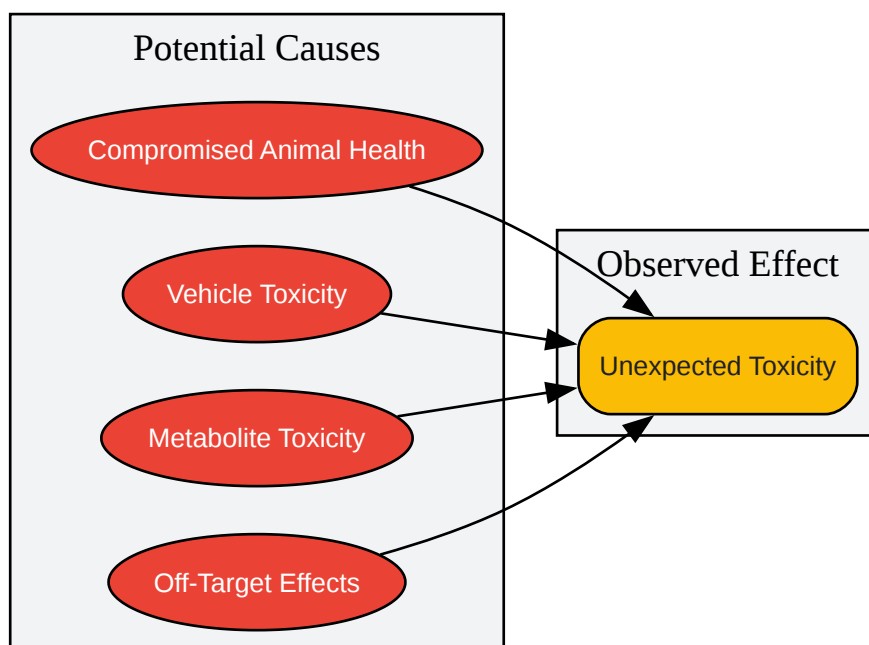 Potential Causes
Compromised Animal Health
Vehicle Toxicity
Metabolite Toxicity
Off-Target Effects
Observed Effect
Unexpected Toxicity